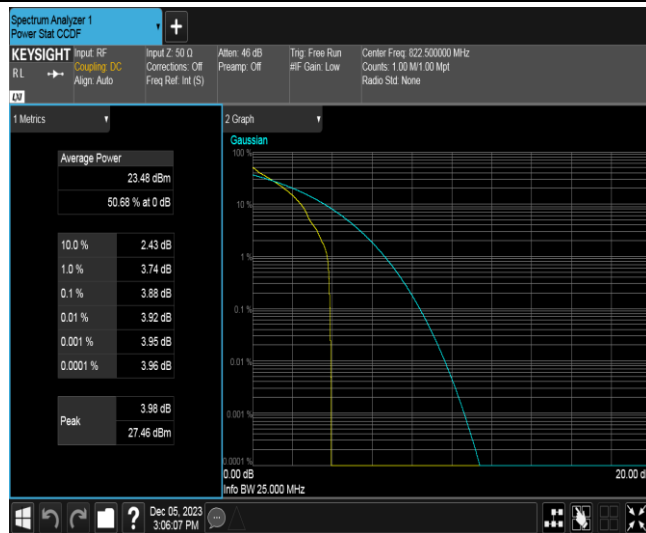 Spectrum Analyzer 1
Power Stat CCDF
+
KEYSIGHT
RL
LXI
Input: RF
Coupling: DC
Align: Auto
Input Z: 50 Ω
Corrections: Off
Freq Ref: Int (S)
Atten: 46 dB
Preamp: Off
Trig: Free Run
#IF Gain: Low
Center Freq: 822.500000 MHz
Counts: 1.00 M/1.00 Mpt
Radio Std: None
1 Metrics
Average Power
23.48 dBm
50.68 % at 0 dB
10.0 % 2.43 dB
1.0 % 3.74 dB
0.1 % 3.88 dB
0.01 % 3.92 dB
0.001 % 3.95 dB
0.0001 % 3.96 dB
Peak
3.98 dB
27.46 dBm
2 Graph
Gaussian
100 %
10 %
1 %
0.1 %
0.01 %
0.001 %
0.0001 %
0.00 dB
20.00 d
Info BW 25.000 MHz
?
Dec 05, 2023
3:06:07 PM